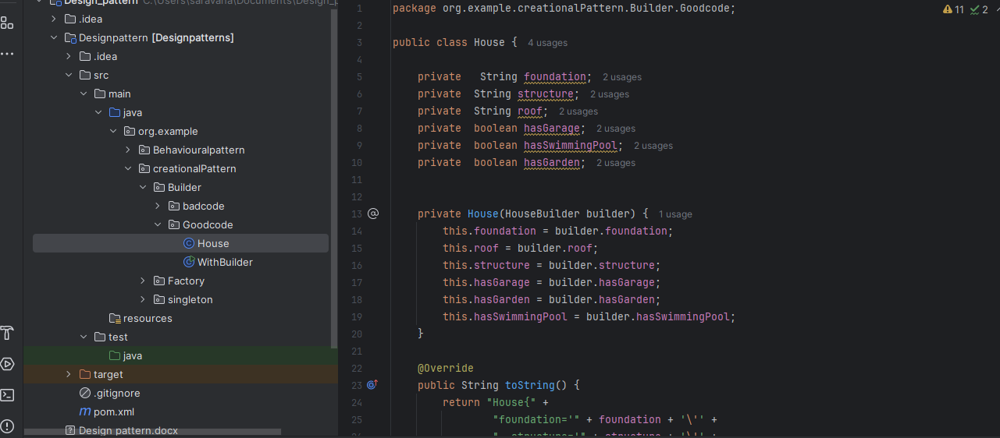 Design_pattern C:\Users\saravana\Documents\Design_p
.idea
Designpattern [Designpatterns]
.idea
src
main
java
org.example
Behaviouralpattern
creationalPattern
Builder
badcode
Goodcode
House
WithBuilder
Factory
singleton
resources
test
java
target
.gitignore
pom.xml
Design pattern.docx
11 2
1 package org.example.creationalPattern.Builder.Goodcode;
2
3 public class House { 4 usages
4
5 private   String foundation; 2 usages
6 private  String structure; 2 usages
7 private  String roof; 2 usages
8 private  boolean hasGarage; 2 usages
9 private  boolean hasSwimmingPool; 2 usages
10 private  boolean hasGarden; 2 usages
11
12
13 private House(HouseBuilder builder) { 1 usage
14 this.foundation = builder.foundation;
15 this.roof = builder.roof;
16 this.structure = builder.structure;
17 this.hasGarage = builder.hasGarage;
18 this.hasGarden = builder.hasGarden;
19 this.hasSwimmingPool = builder.hasSwimmingPool;
20 }
21
22 @Override
23 public String toString() {
24 return "House{" +
25 "foundation='" + foundation + '\'' +